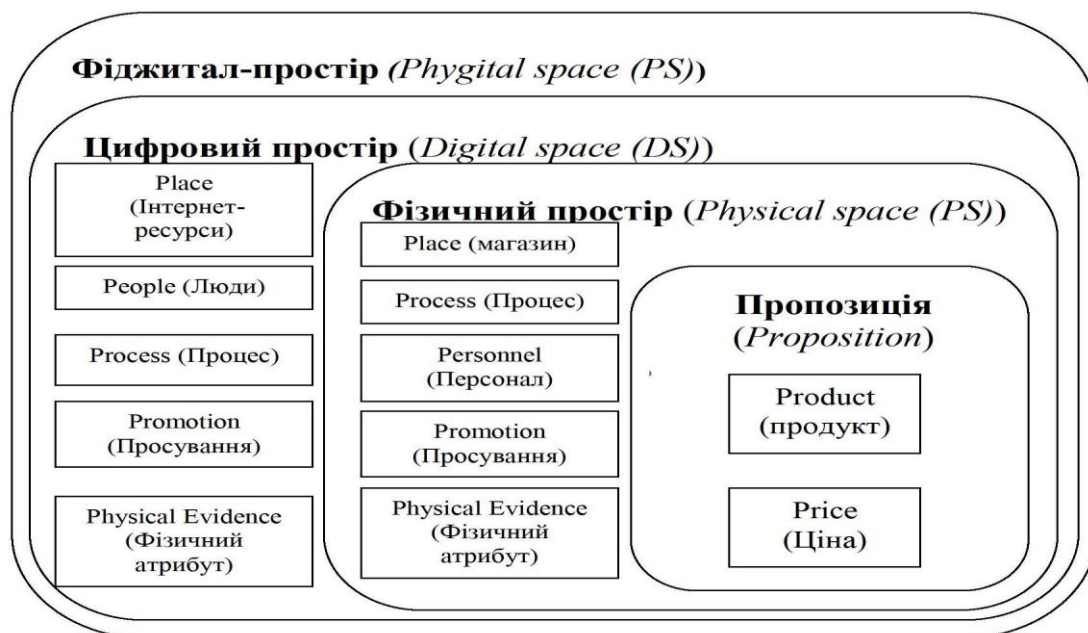 Фіджитал-простір (Phygital space (PS))
Цифровий простір (Digital space (DS))
Place
(Інтернет-
ресурси)
People (Люди)
Process (Процес)
Promotion
(Просування)
Physical Evidence
(Фізичний
атрибут)
Фізичний простір (Physical space (PS))
Place (магазин)
Process (Процес)
Personnel
(Персонал)
Promotion
(Просування)
Physical Evidence
(Фізичний
атрибут)
Пропозиція
(Proposition)
Product
(продукт)
Price
(Ціна)